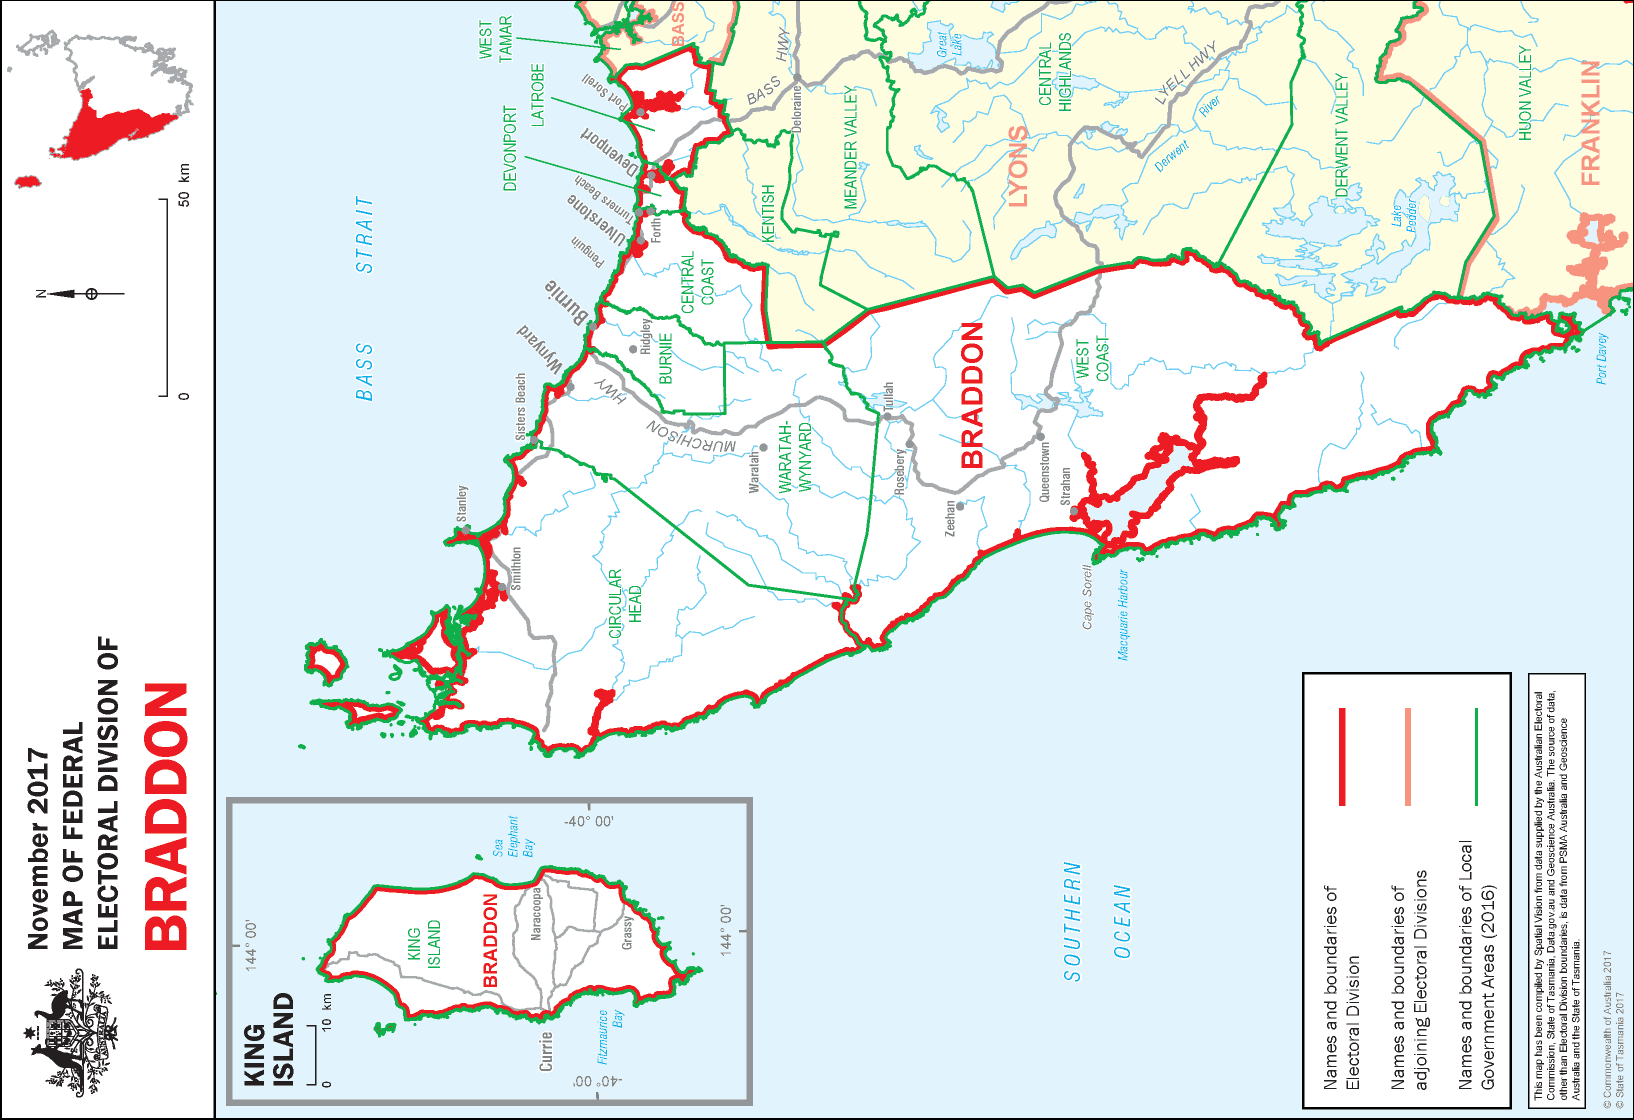 November 2017
MAP OF FEDERAL
ELECTORAL DIVISION OF
BRADDON
N
0
50 km
BASS STRAIT
WEST
TAMAR
LATROBE
DEVONPORT
BASS
Port Sorell
Devonport
Turners Beach
Ulverstone
Forth
Penguin
Burnie
Wynyard
Ridgley
BURNIE
CENTRAL
COAST
KENTISH
MEANDER VALLEY
BASS HWY
Deloraine
Great
Lake
CENTRAL
HIGHLANDS
LYELL HWY
River
Derwent
LYONS
DERWENT VALLEY
Lake
Pedder
HUON VALLEY
FRANKLIN
Sisters Beach
Stanley
Smithton
HWY
MURCHISON
Waratah
WARATAH-
WYNYARD
CIRCULAR
HEAD
Tullah
Rosebery
Zeehan
BRADDON
WEST
COAST
Queenstown
Strahan
Cape Sorell
Macquarie Harbour
Port Davey
SOUTHERN
OCEAN
KING
ISLAND
0
10 km
144° 00'
144° 00'
-40° 00'
-40° 00'
KING
ISLAND
BRADDON
Naracoopa
Grassy
Currie
Sea
Elephant
Bay
Fitzmaurice
Bay
Names and boundaries of
Electoral Division
Names and boundaries of
adjoining Electoral Divisions
Names and boundaries of Local
Government Areas (2016)
This map has been compiled by Spatial Vision from data supplied by the Australian Electoral
Commission, State of Tasmania, Data.gov.au and Geoscience Australia. The source of data,
other than Electoral Division boundaries, is data from PSMA Australia and Geoscience
Australia and the State of Tasmania.
© Commonwealth of Australia 2017
© State of Tasmania 2017